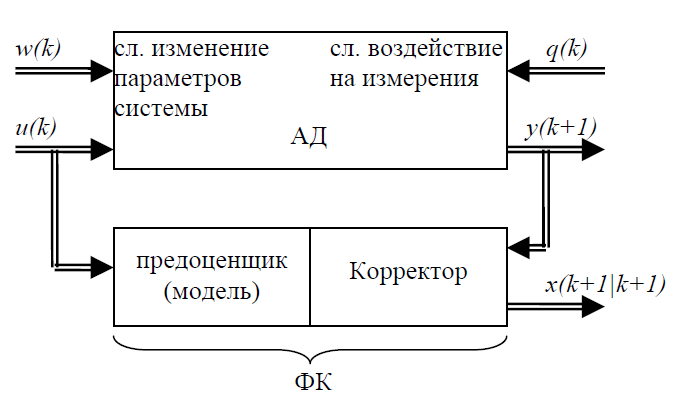 w(k)
сл. изменение
параметров
системы
сл. воздействие
на измерения
q(k)
u(k)
АД
y(k+1)
предоценщик
(модель)
Корректор
x(k+1|k+1)
ФК